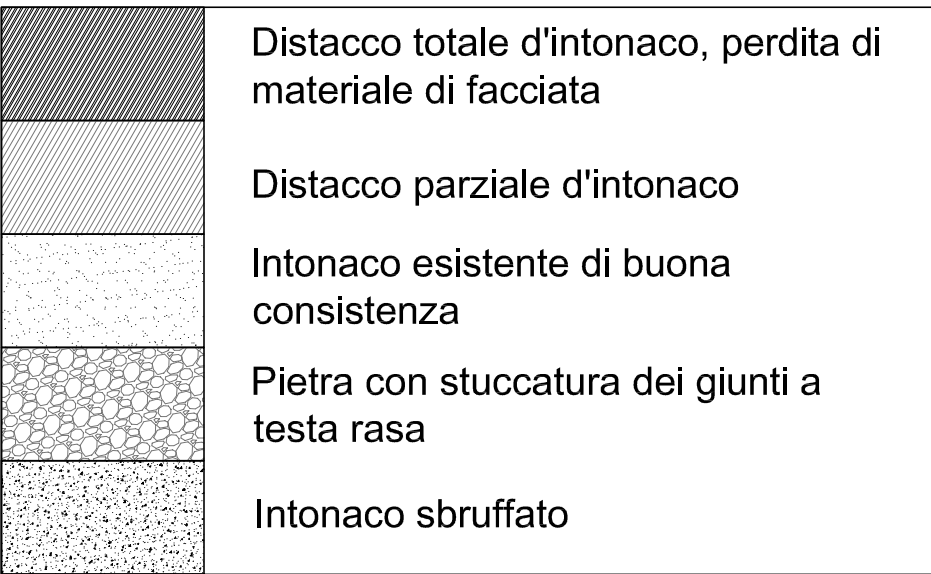 Distacco totale d'intonaco, perdita di
materiale di facciata
Distacco parziale d'intonaco
Intonaco esistente di buona
consistenza
Pietra con stuccatura dei giunti a
testa rasa
Intonaco sbruffato